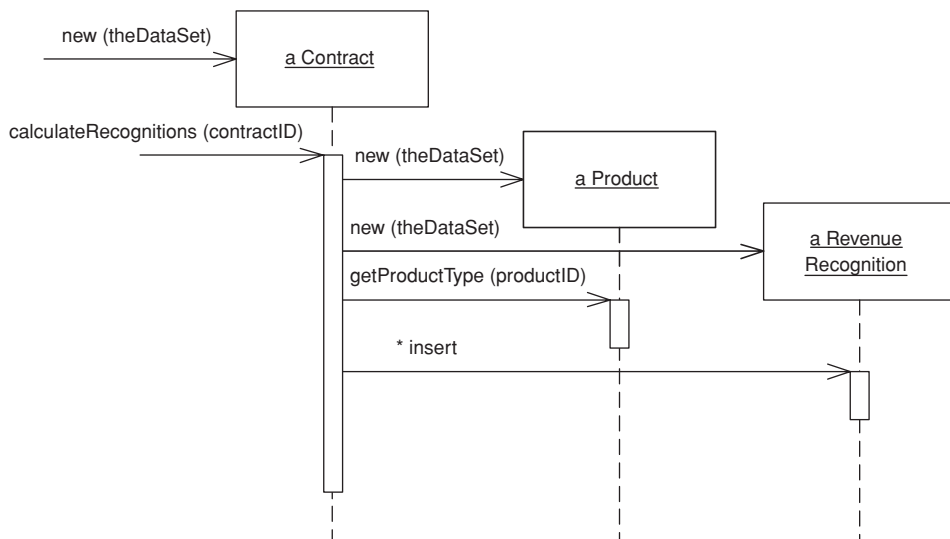 new (theDataSet)
a Contract
calculateRecognitions (contractID)
new (theDataSet)
a Product
new (theDataSet)
a Revenue
Recognition
getProductType (productID)
* insert